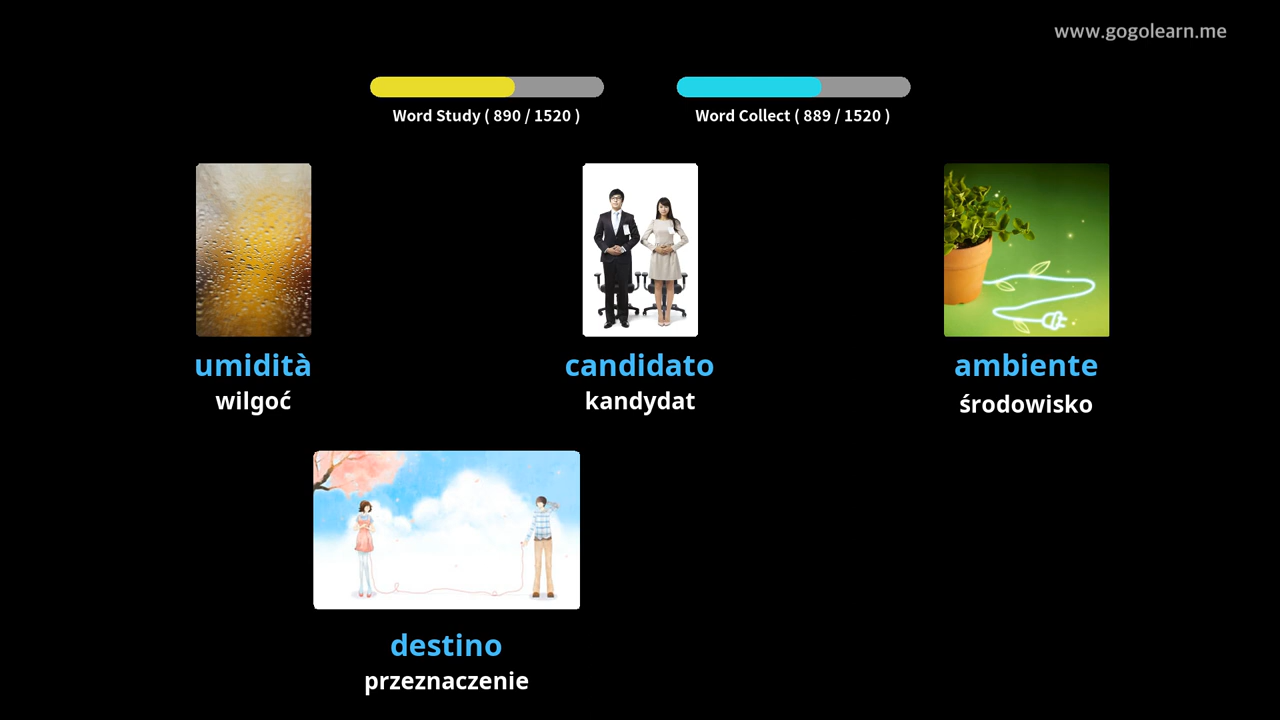 www.gogolearn.me
Word Study ( 890 / 1520 )
Word Collect ( 889 / 1520 )
umidità
wilgoć
candidato
kandydat
ambiente
środowisko
destino
przeznaczenie